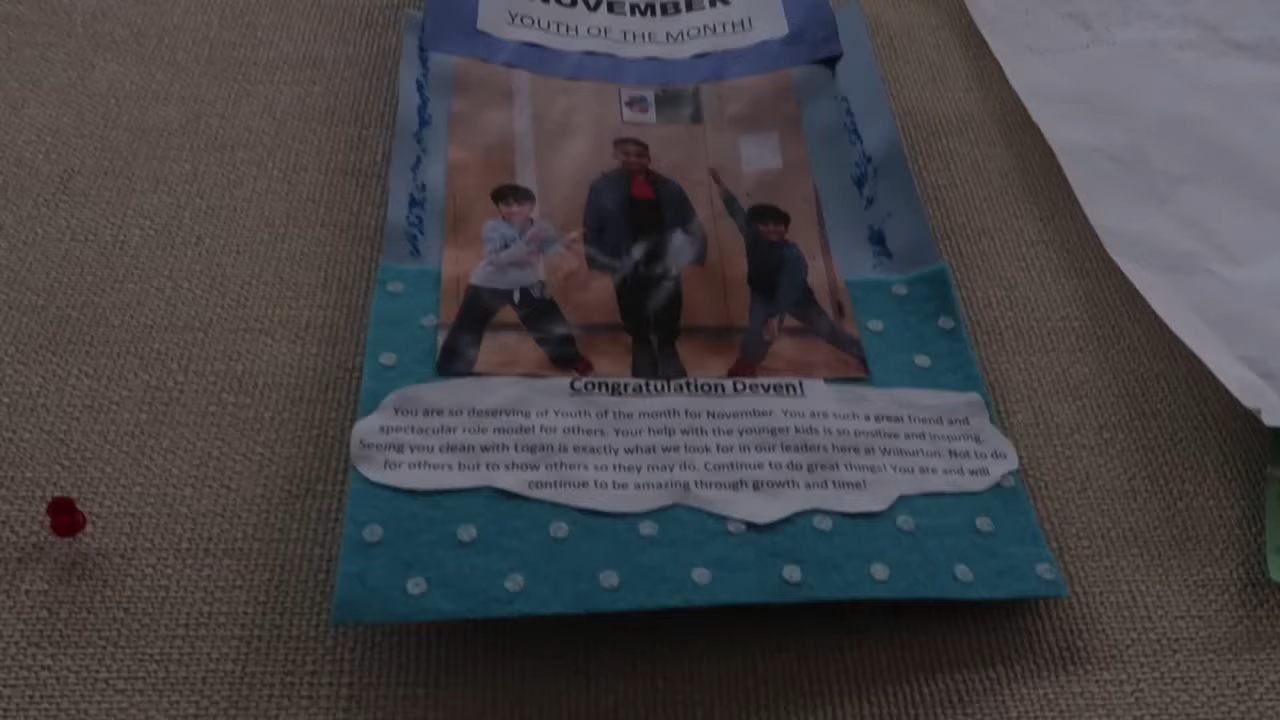 NOVEMBER
YOUTH OF THE MONTH!
Congratulation Deven!
You are so deserving of Youth of the month for November. You are such a great friend and
spectacular role model for others. Your help with the younger kids is so positive and inspiring.
Seeing you clean with Logan is exactly what we look for in our leaders here at Wilburton. Not to do
for others but to show others so they may do. Continue to do great things! You are and will
continue to be amazing through growth and time!